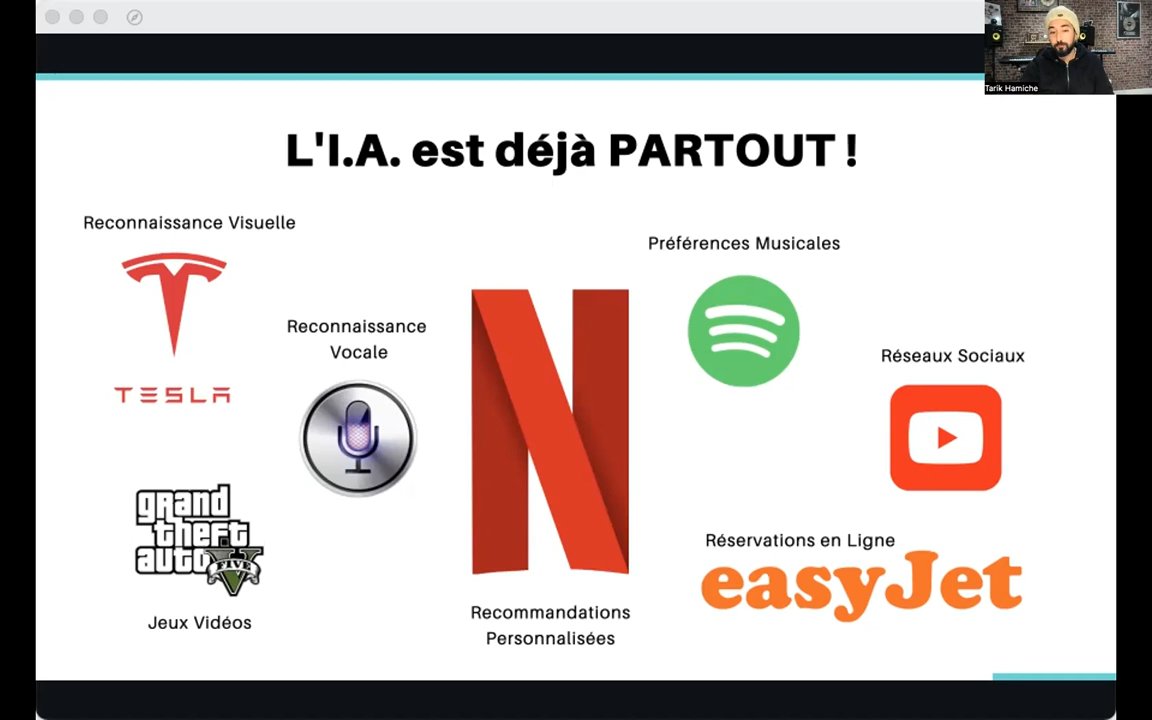 Tarik Hamiche
L'I.A. est déjà PARTOUT !
Reconnaissance Visuelle
TESLA
Reconnaissance
Vocale
grand
theft
auto V
FIVE
Jeux Vidéos
Recommandations
Personnalisées
Préférences Musicales
Réseaux Sociaux
Réservations en Ligne
easyJet